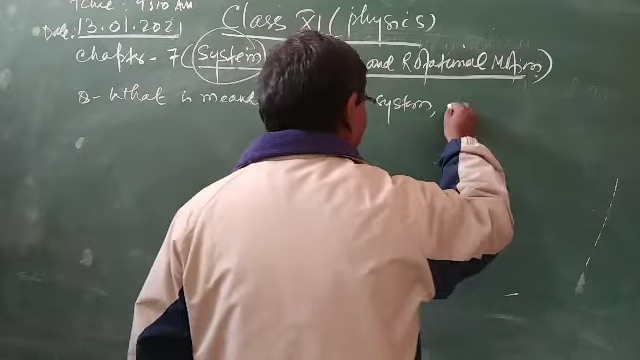 Time = 9:10 AM
Date: 13.01.2021 Class XI (physics)
Chapter - 7 (System and Rotational Motion)
Q- What is meant system,